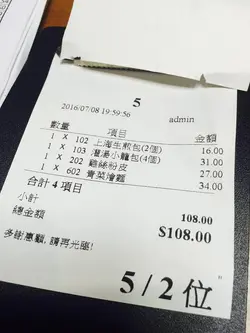 5
2016/07/08 19:59:56 admin
數量 項目 金額
1 X 102 上海生煎包(2個) 16.00
1 X 103 灌湯小籠包(4個) 31.00
1 X 202 雞絲粉皮 27.00
1 X 602 青菜煨麵 34.00
合計 4 項目
小計 108.00
總金額 $108.00
多謝惠顧,請再光臨!
5/2位